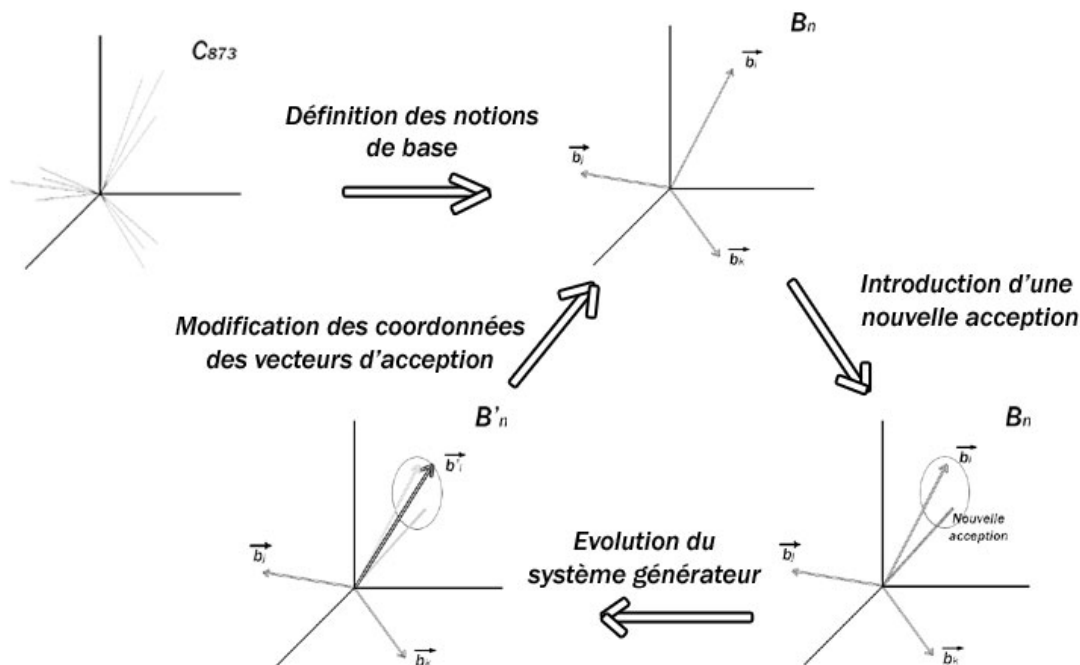 C873
Bn
bi
Définition des notions
de base
bj
bk
Introduction d'une
nouvelle acception
Modification des coordonnées
des vecteurs d'acception
B'n
b'i
bj
bk
Bn
bi
Nouvelle
acception
bj
bk
Evolution du
système générateur